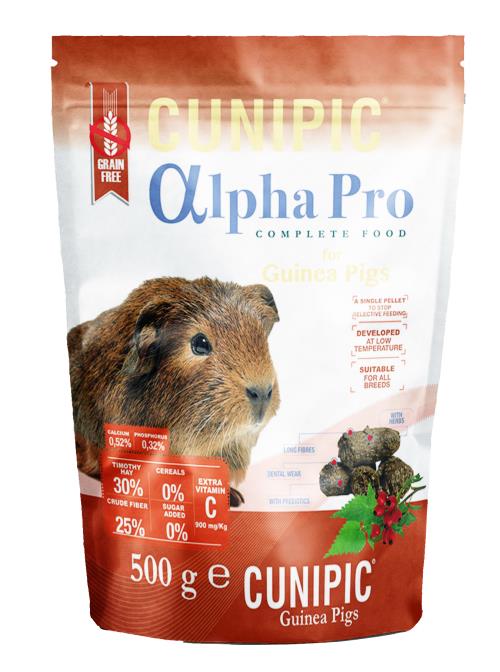 GRAIN
FREE
CUNIPIC®
αlpha Pro
COMPLETE FOOD
for
Guinea Pigs
A SINGLE PELLET
TO STOP
SELECTIVE FEEDING
DEVELOPED
AT LOW
TEMPERATURE
SUITABLE
FOR ALL
BREEDS
WITH
HERBS
LONG FIBRES
DENTAL WEAR
WITH PREBIOTICS
CALCIUM PHOSPHORUS
0,52% 0,32%
TIMOTHY
HAY
30%
CEREALS
0%
CRUDE FIBER
25%
SUGAR
ADDED
0%
EXTRA
VITAMIN
C
900 mg/Kg
500 g e
CUNIPIC®
Guinea Pigs